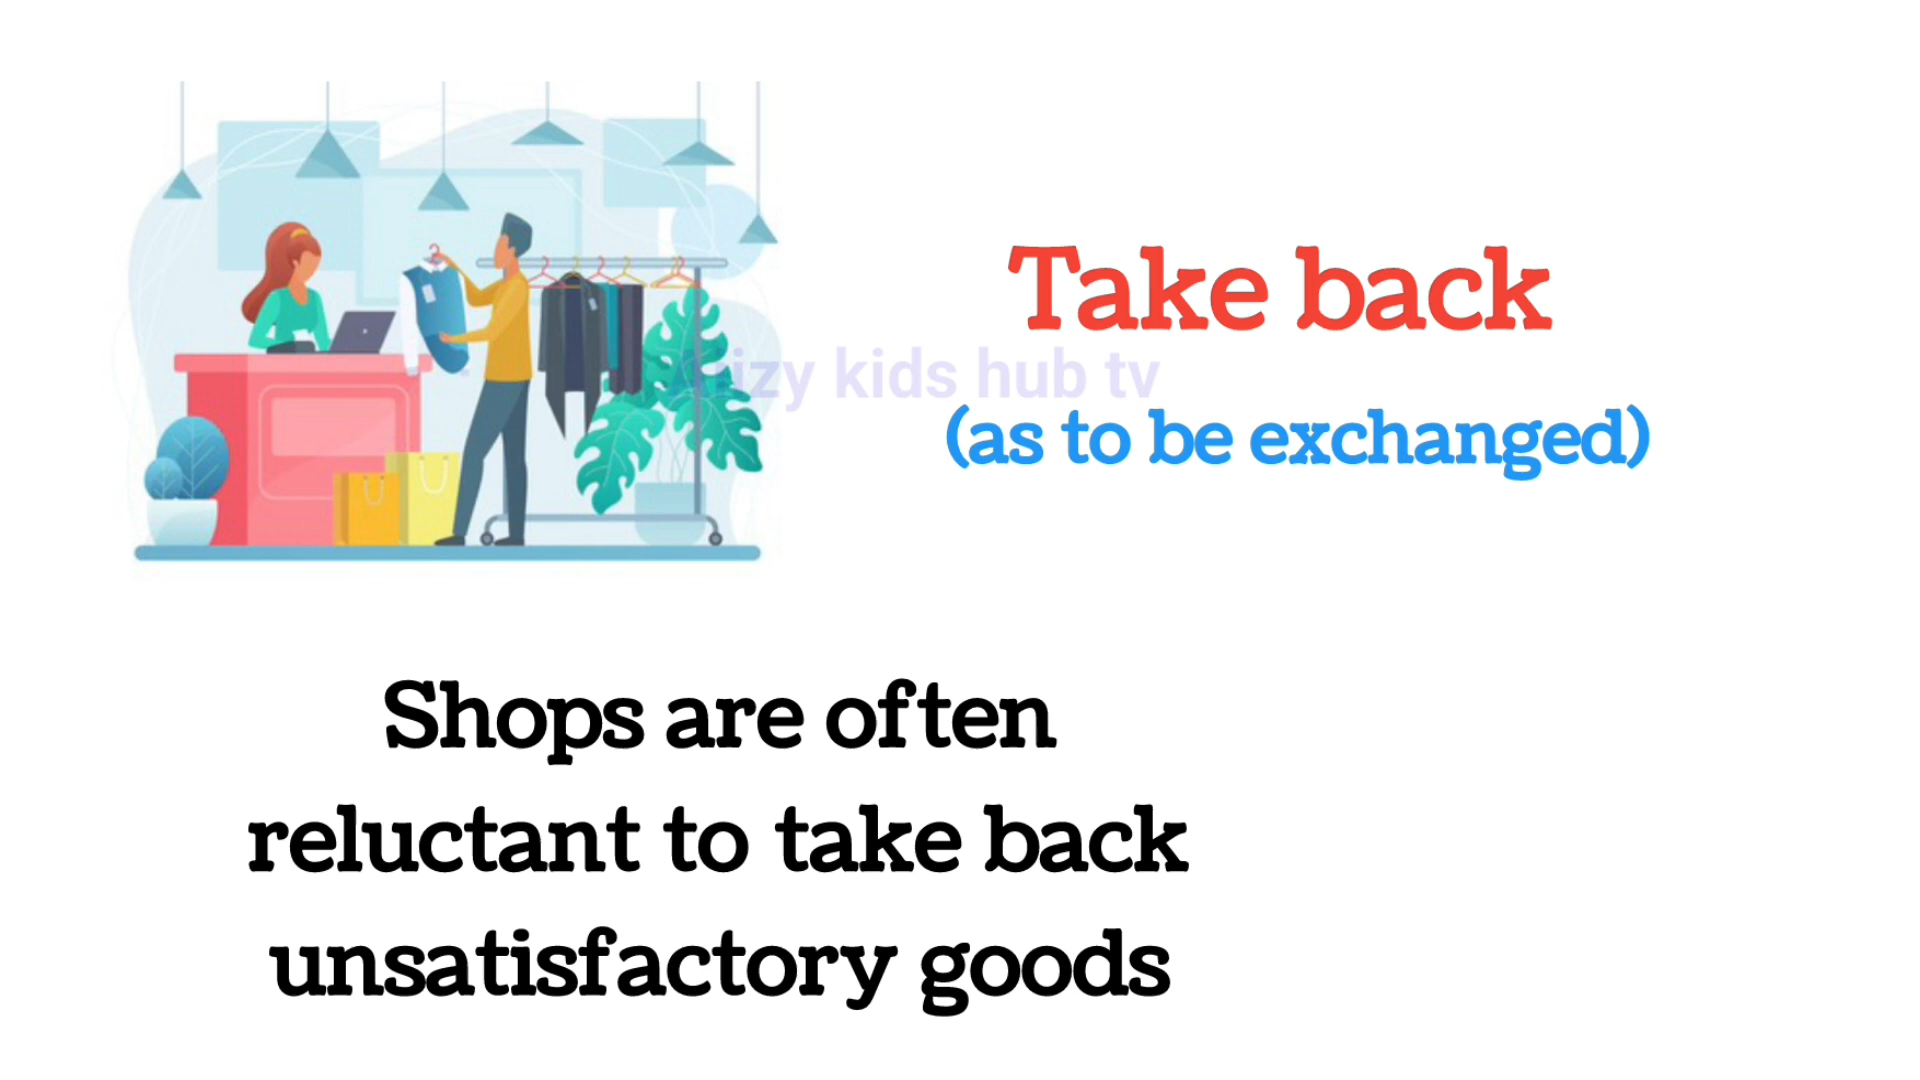 Take back
kids hub tv
(as to be exchanged)
Shops are often
reluctant to take back
unsatisfactory goods